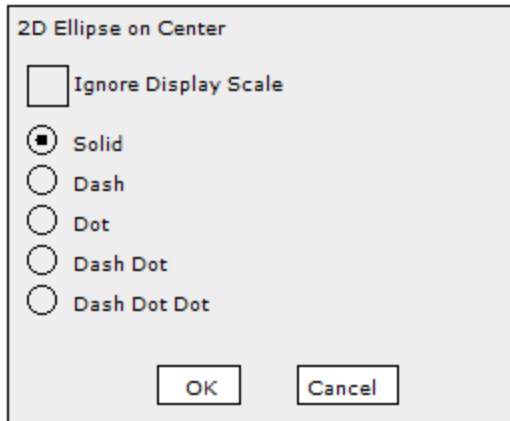 2D Ellipse on Center
Ignore Display Scale
Solid
Dash
Dot
Dash Dot
Dash Dot Dot
OK Cancel